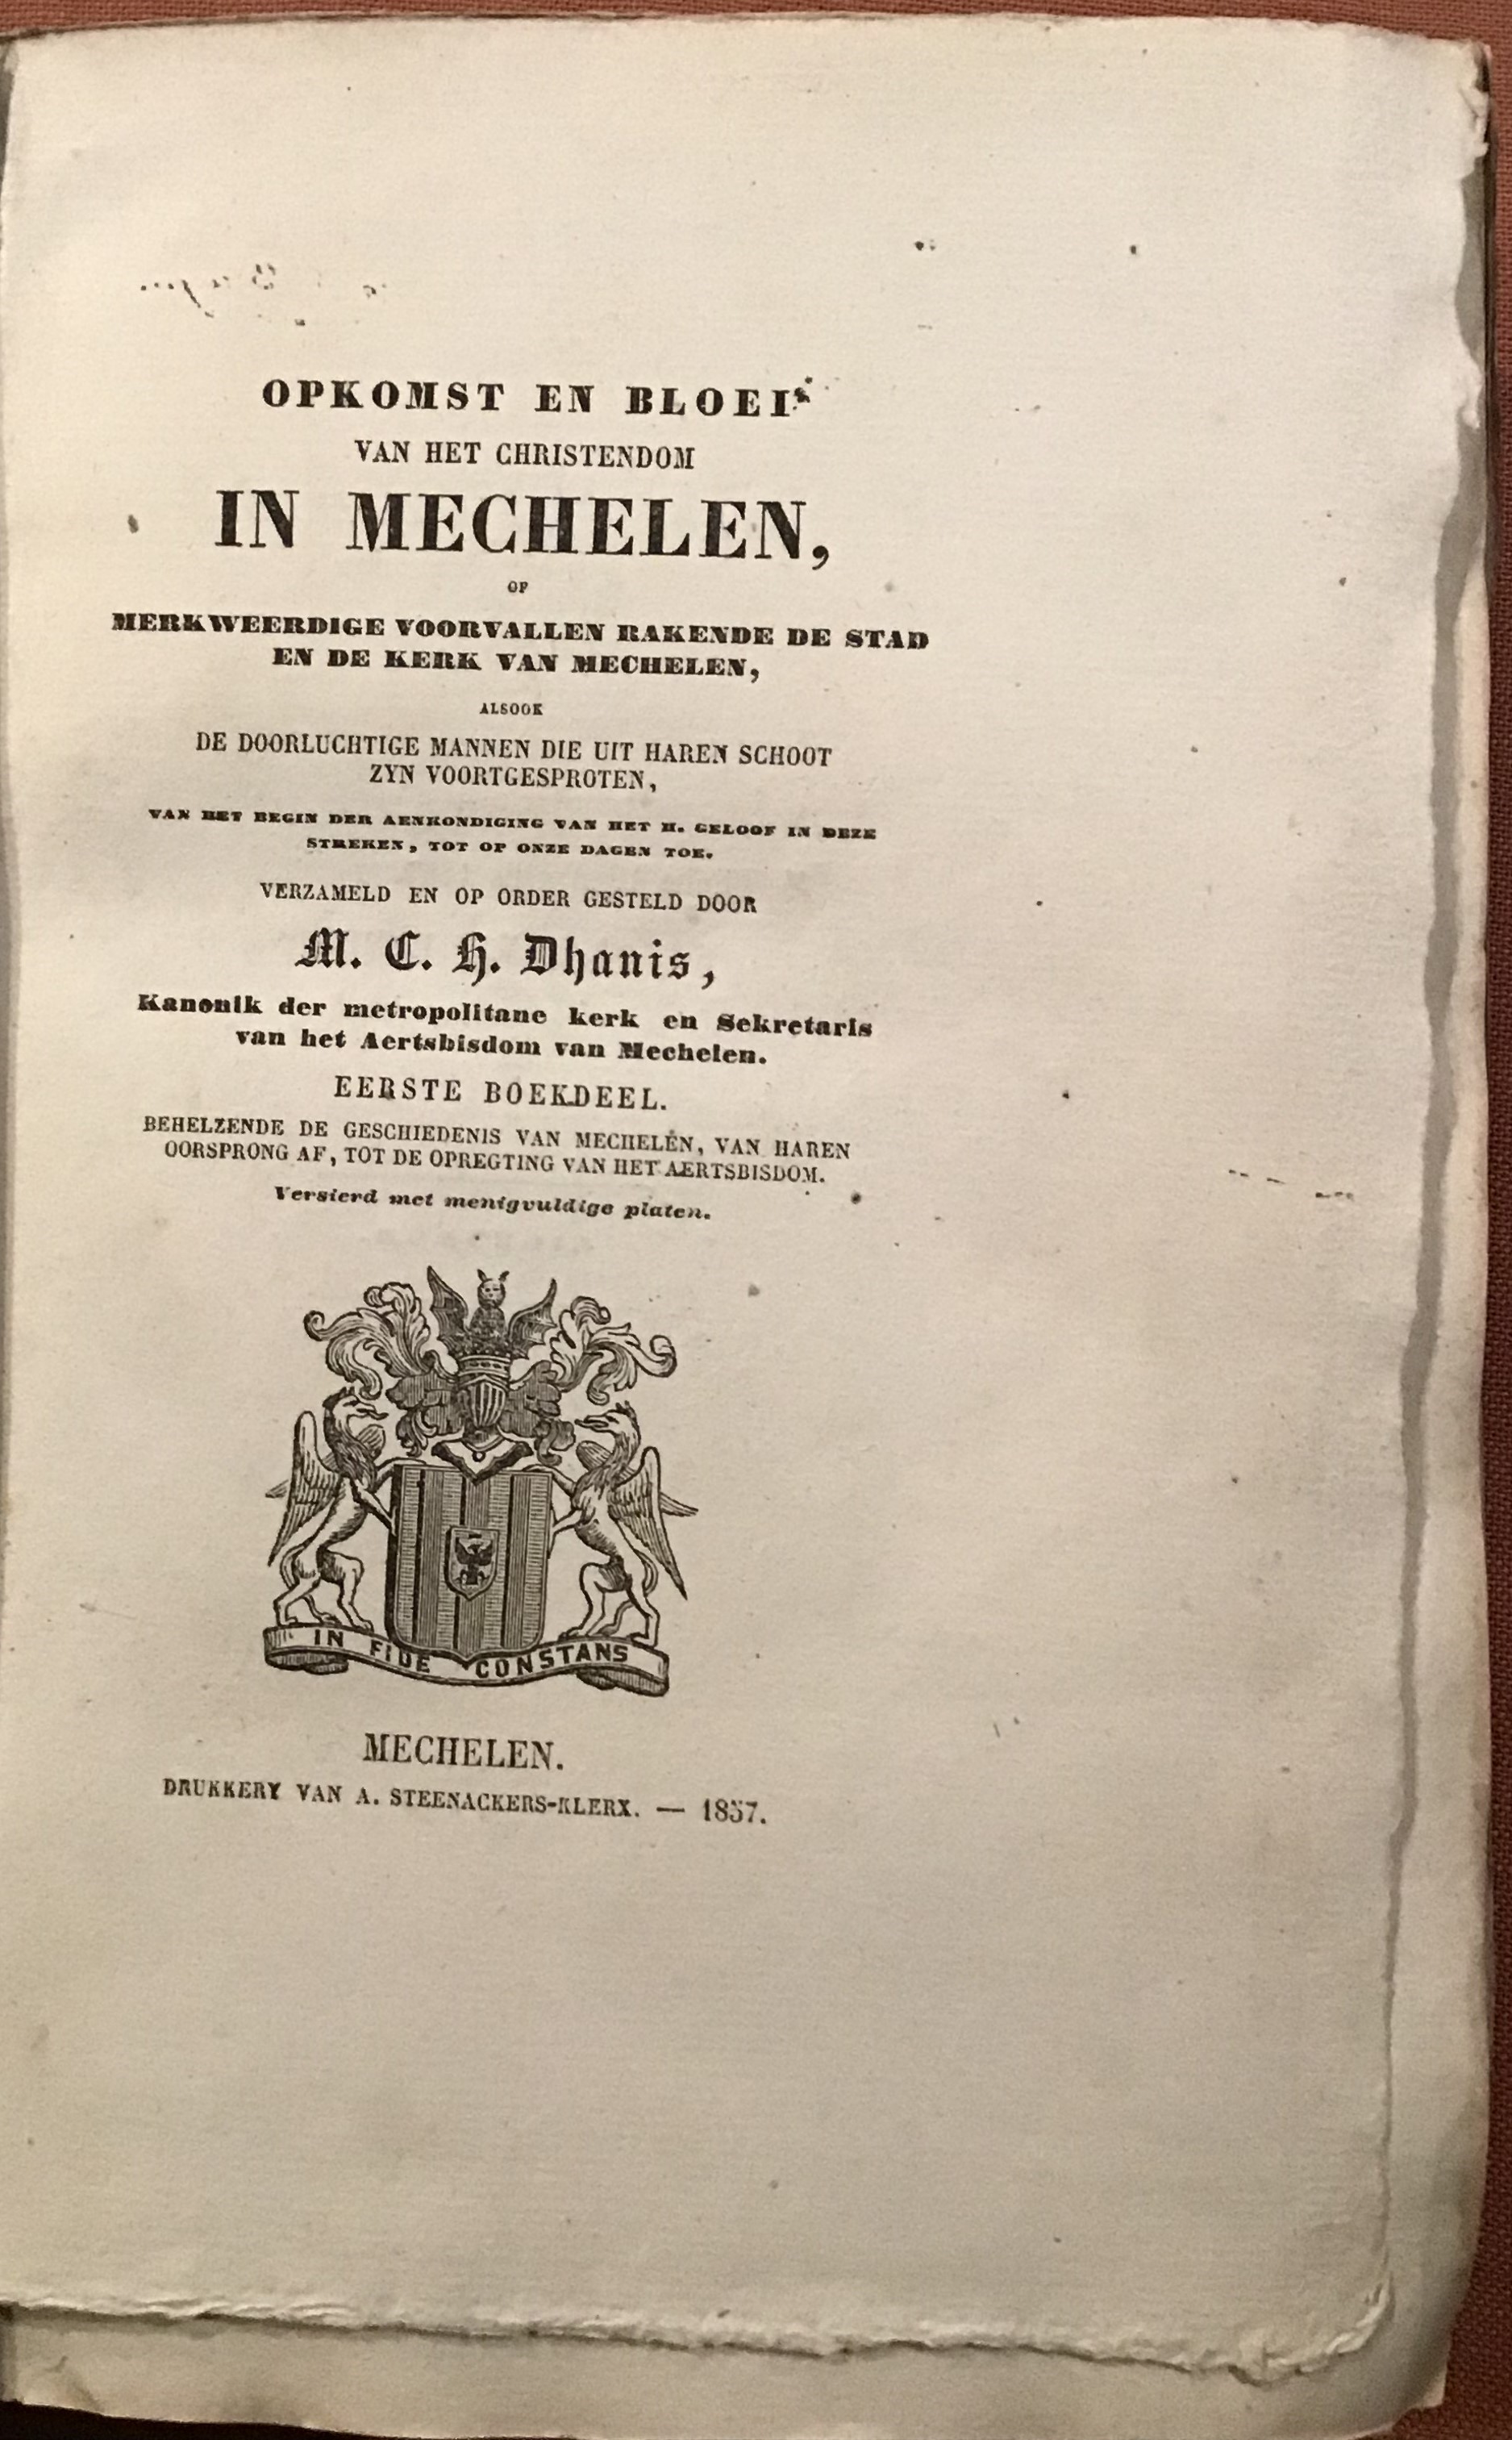 OPKOMST EN BLOEI
VAN HET CHRISTENDOM
IN MECHELEN,
OF
MERKWEERDIGE VOORVALLEN RAKENDE DE STAD
EN DE KERK VAN MECHELEN,
ALSOOK
DE DOORLUCHTIGE MANNEN DIE UIT HAREN SCHOOT
ZYN VOORTGESPROTEN,
VAN HET BEGIN DER AENKONDIGING VAN HET H. GELOOF IN DEZE
STREKEN, TOT OP ONZE DAGEN TOE.
VERZAMELD EN OP ORDER GESTELD DOOR
M. C. H. Dhanis,
Kanonik der metropolitane kerk en Sekretaris
van het Aertsbisdom van Mechelen.
EERSTE BOEKDEEL.
BEHELZENDE DE GESCHIEDENIS VAN MECHELEN, VAN HAREN
OORSPRONG AF, TOT DE OPREGTING VAN HET AERTSBISDOM.
Versierd met menigvuldige platen.
IN FIDE CONSTANS
MECHELEN.
DRUKKERY VAN A. STEENACKERS-KLERX. — 1857.